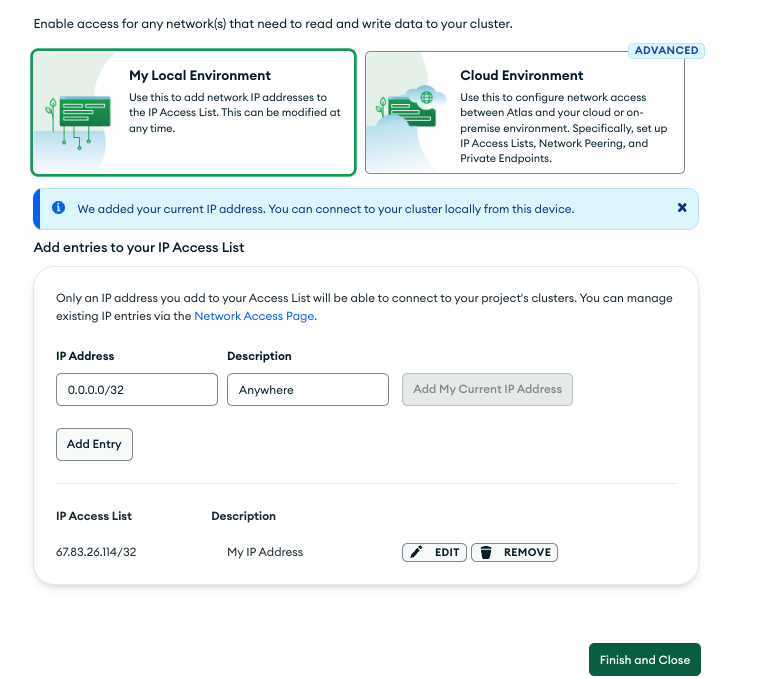 Enable access for any network(s) that need to read and write data to your cluster.
ADVANCED
My Local Environment
Use this to add network IP addresses to
the IP Access List. This can be modified at
any time.
Cloud Environment
Use this to configure network access
between Atlas and your cloud or on-
premise environment. Specifically, set up
IP Access Lists, Network Peering, and
Private Endpoints.
We added your current IP address. You can connect to your cluster locally from this device.
Add entries to your IP Access List
Only an IP address you add to your Access List will be able to connect to your project's clusters. You can manage
existing IP entries via the Network Access Page.
IP Address Description
0.0.0.0/32 Anywhere Add My Current IP Address
Add Entry
IP Access List Description
67.83.26.114/32 My IP Address EDIT REMOVE
Finish and Close